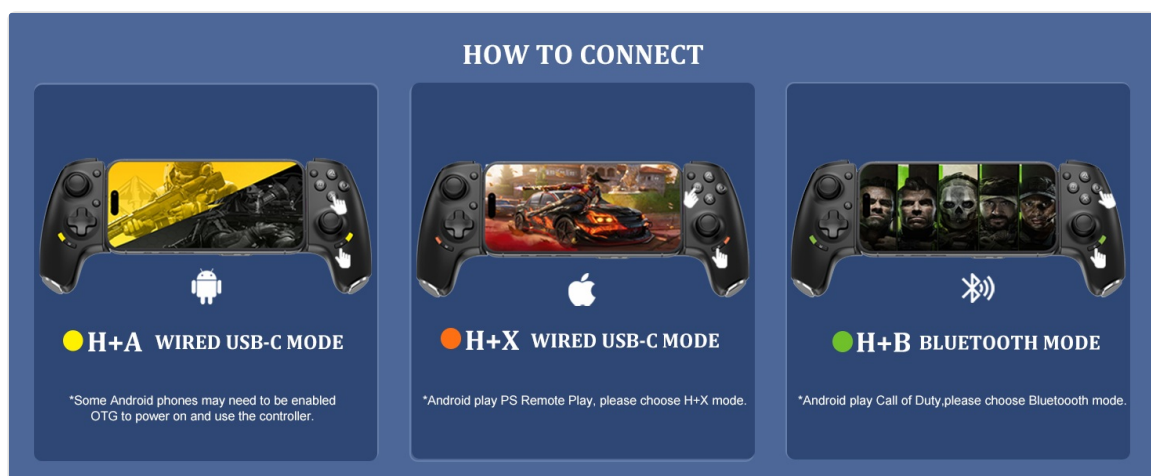 HOW TO CONNECT
H+A WIRED USB-C MODE
*Some Android phones may need to be enabled
OTG to power on and use the controller.
H+X WIRED USB-C MODE
*Android play PS Remote Play, please choose H+X mode.
H+B BLUETOOTH MODE
*Android play Call of Duty,please choose Bluetoooth mode.